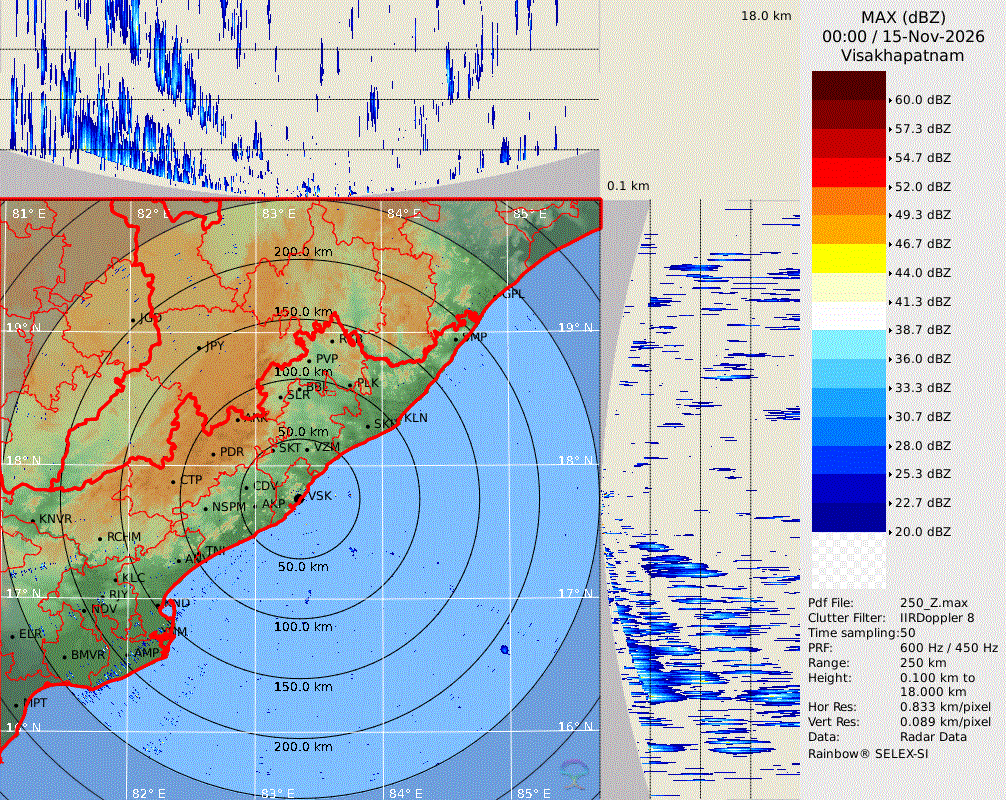 18.0 km
MAX (dBZ)
00:00 / 15-Nov-2026
Visakhapatnam
60.0 dBZ
57.3 dBZ
54.7 dBZ
52.0 dBZ
49.3 dBZ
46.7 dBZ
44.0 dBZ
41.3 dBZ
38.7 dBZ
36.0 dBZ
33.3 dBZ
30.7 dBZ
28.0 dBZ
25.3 dBZ
22.7 dBZ
20.0 dBZ
0.1 km
81° E 82° E 83° E 84° E 85° E
200.0 km
GPL
150.0 km
JGD
19° N 19° N
JPY
SMP
PVP
100.0 km
BBL PLK
SLR
SKL KLN
50.0 km
SKT VZM
PDR
18° N 18° N
CTP
CDV
VSK
NSPM AKP
KNVR
RCHM
TNI
50.0 km
KLC
RJY
17° N 17° N
NDV KND
100.0 km
ELR
BMVR AMP
150.0 km
MPT
16° N 16° N
200.0 km
82° E 83° E 84° E 85° E
Pdf File: 250_Z.max
Clutter Filter: IIRDoppler 8
Time sampling:50
PRF: 600 Hz / 450 Hz
Range: 250 km
Height: 0.100 km to
18.000 km
Hor Res: 0.833 km/pixel
Vert Res: 0.089 km/pixel
Data: Radar Data
Rainbow® SELEX-SI